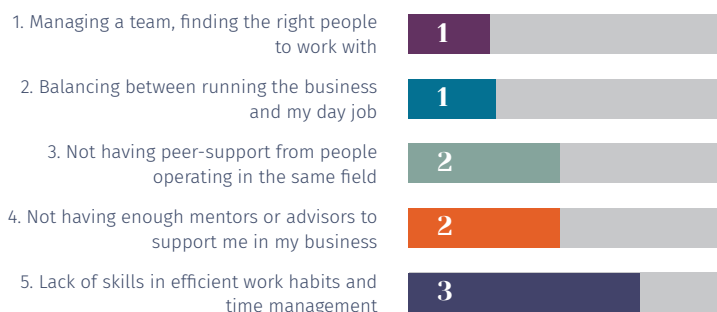 1. Managing a team, finding the right people
to work with
1
2. Balancing between running the business
and my day job
1
3. Not having peer-support from people
operating in the same field
2
4. Not having enough mentors or advisors to
support me in my business
2
5. Lack of skills in efficient work habits and
time management
3